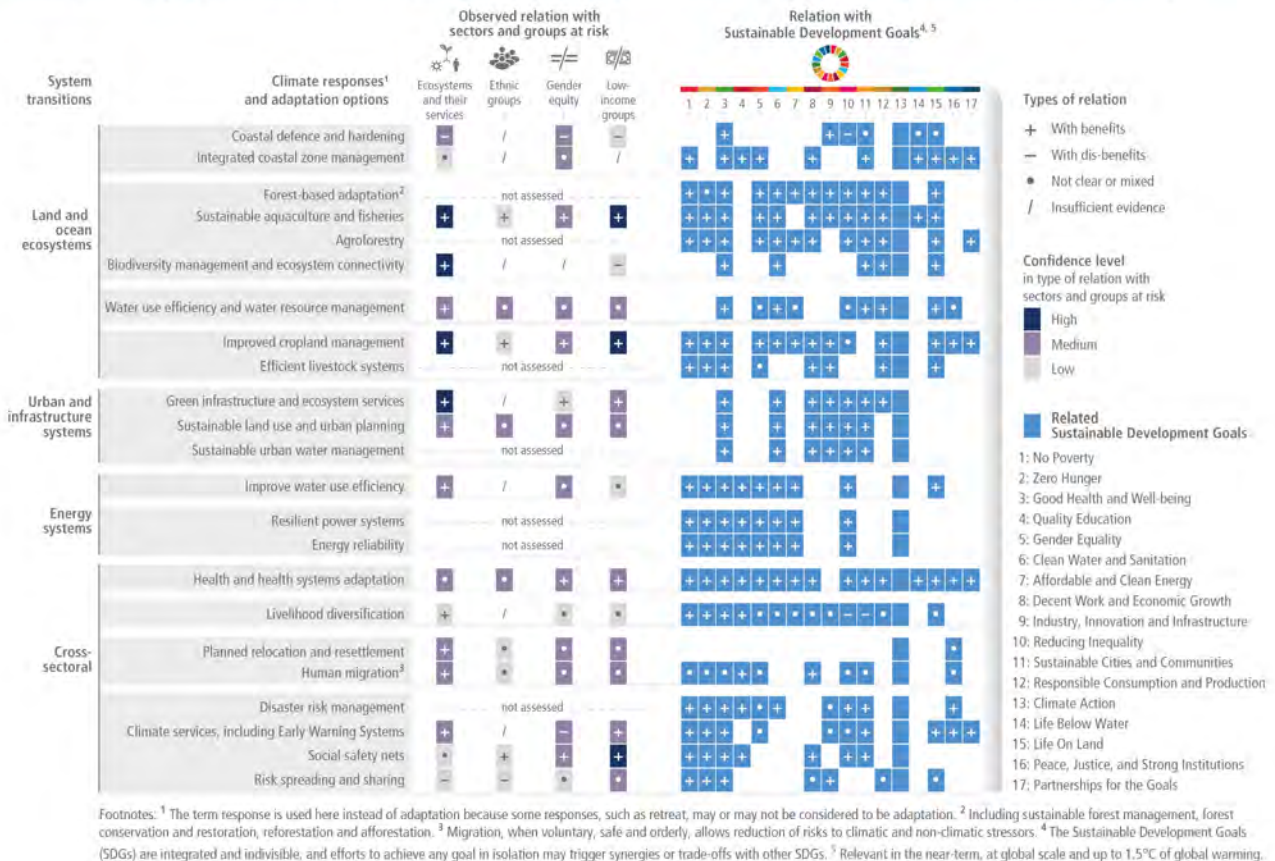 Observed relation with
sectors and groups at risk
Relation with
Sustainable Development Goals4, 5
System
transitions
Climate responses1
and adaptation options
Ecosystems
and their
services
Ethnic
groups
Gender
equity
Low-
income
groups
1 2 3 4 5 6 7 8 9 10 11 12 13 14 15 16 17
Land and
ocean
ecosystems
Coastal defence and hardening
Integrated coastal zone management
Forest-based adaptation2 not assessed
Sustainable aquaculture and fisheries
Agroforestry not assessed
Biodiversity management and ecosystem connectivity
Water use efficiency and water resource management
Improved cropland management
Efficient livestock systems not assessed
Urban and
infrastructure
systems
Green infrastructure and ecosystem services
Sustainable land use and urban planning
Sustainable urban water management not assessed
Energy
systems
Improve water use efficiency
Resilient power systems not assessed
Energy reliability not assessed
Cross-
sectoral
Health and health systems adaptation
Livelihood diversification
Planned relocation and resettlement
Human migration3
Disaster risk management not assessed
Climate services, including Early Warning Systems
Social safety nets
Risk spreading and sharing
Types of relation
+ With benefits
− With dis-benefits
• Not clear or mixed
/ Insufficient evidence
Confidence level
in type of relation with
sectors and groups at risk
High
Medium
Low
Related
Sustainable Development Goals
1: No Poverty
2: Zero Hunger
3: Good Health and Well-being
4: Quality Education
5: Gender Equality
6: Clean Water and Sanitation
7: Affordable and Clean Energy
8: Decent Work and Economic Growth
9: Industry, Innovation and Infrastructure
10: Reducing Inequality
11: Sustainable Cities and Communities
12: Responsible Consumption and Production
13: Climate Action
14: Life Below Water
15: Life On Land
16: Peace, Justice, and Strong Institutions
17: Partnerships for the Goals
Footnotes: 1 The term response is used here instead of adaptation because some responses, such as retreat, may or may not be considered to be adaptation. 2 Including sustainable forest management, forest
conservation and restoration, reforestation and afforestation. 3 Migration, when voluntary, safe and orderly, allows reduction of risks to climatic and non-climatic stressors. 4 The Sustainable Development Goals
(SDGs) are integrated and indivisible, and efforts to achieve any goal in isolation may trigger synergies or trade-offs with other SDGs. 5 Relevant in the near-term, at global scale and up to 1.5°C of global warming.